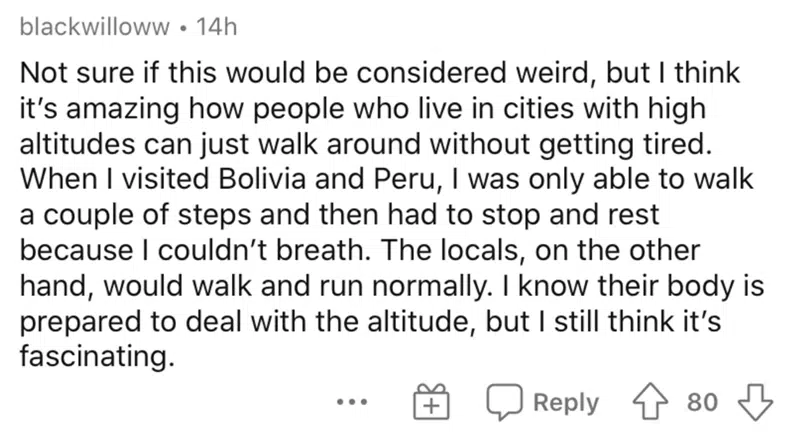 blackwilloww • 14h
Not sure if this would be considered weird, but I think
it's amazing how people who live in cities with high
altitudes can just walk around without getting tired.
When I visited Bolivia and Peru, I was only able to walk
a couple of steps and then had to stop and rest
because I couldn't breath. The locals, on the other
hand, would walk and run normally. I know their body is
prepared to deal with the altitude, but I still think it's
fascinating.
Reply 80